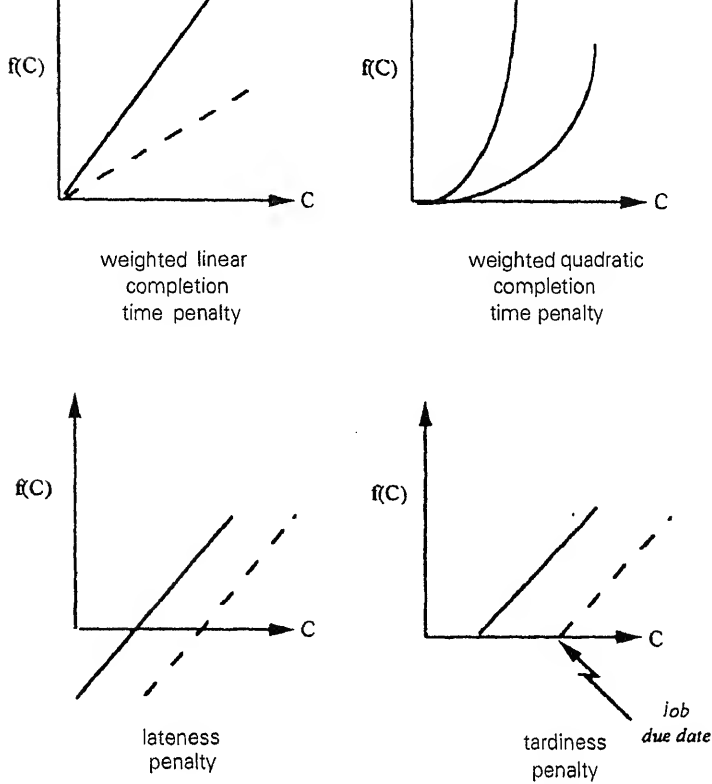 f(C)
C
weighted linear
completion
time penalty
f(C)
C
weighted quadratic
completion
time penalty
f(C)
C
lateness
penalty
f(C)
C
job
due date
tardiness
penalty